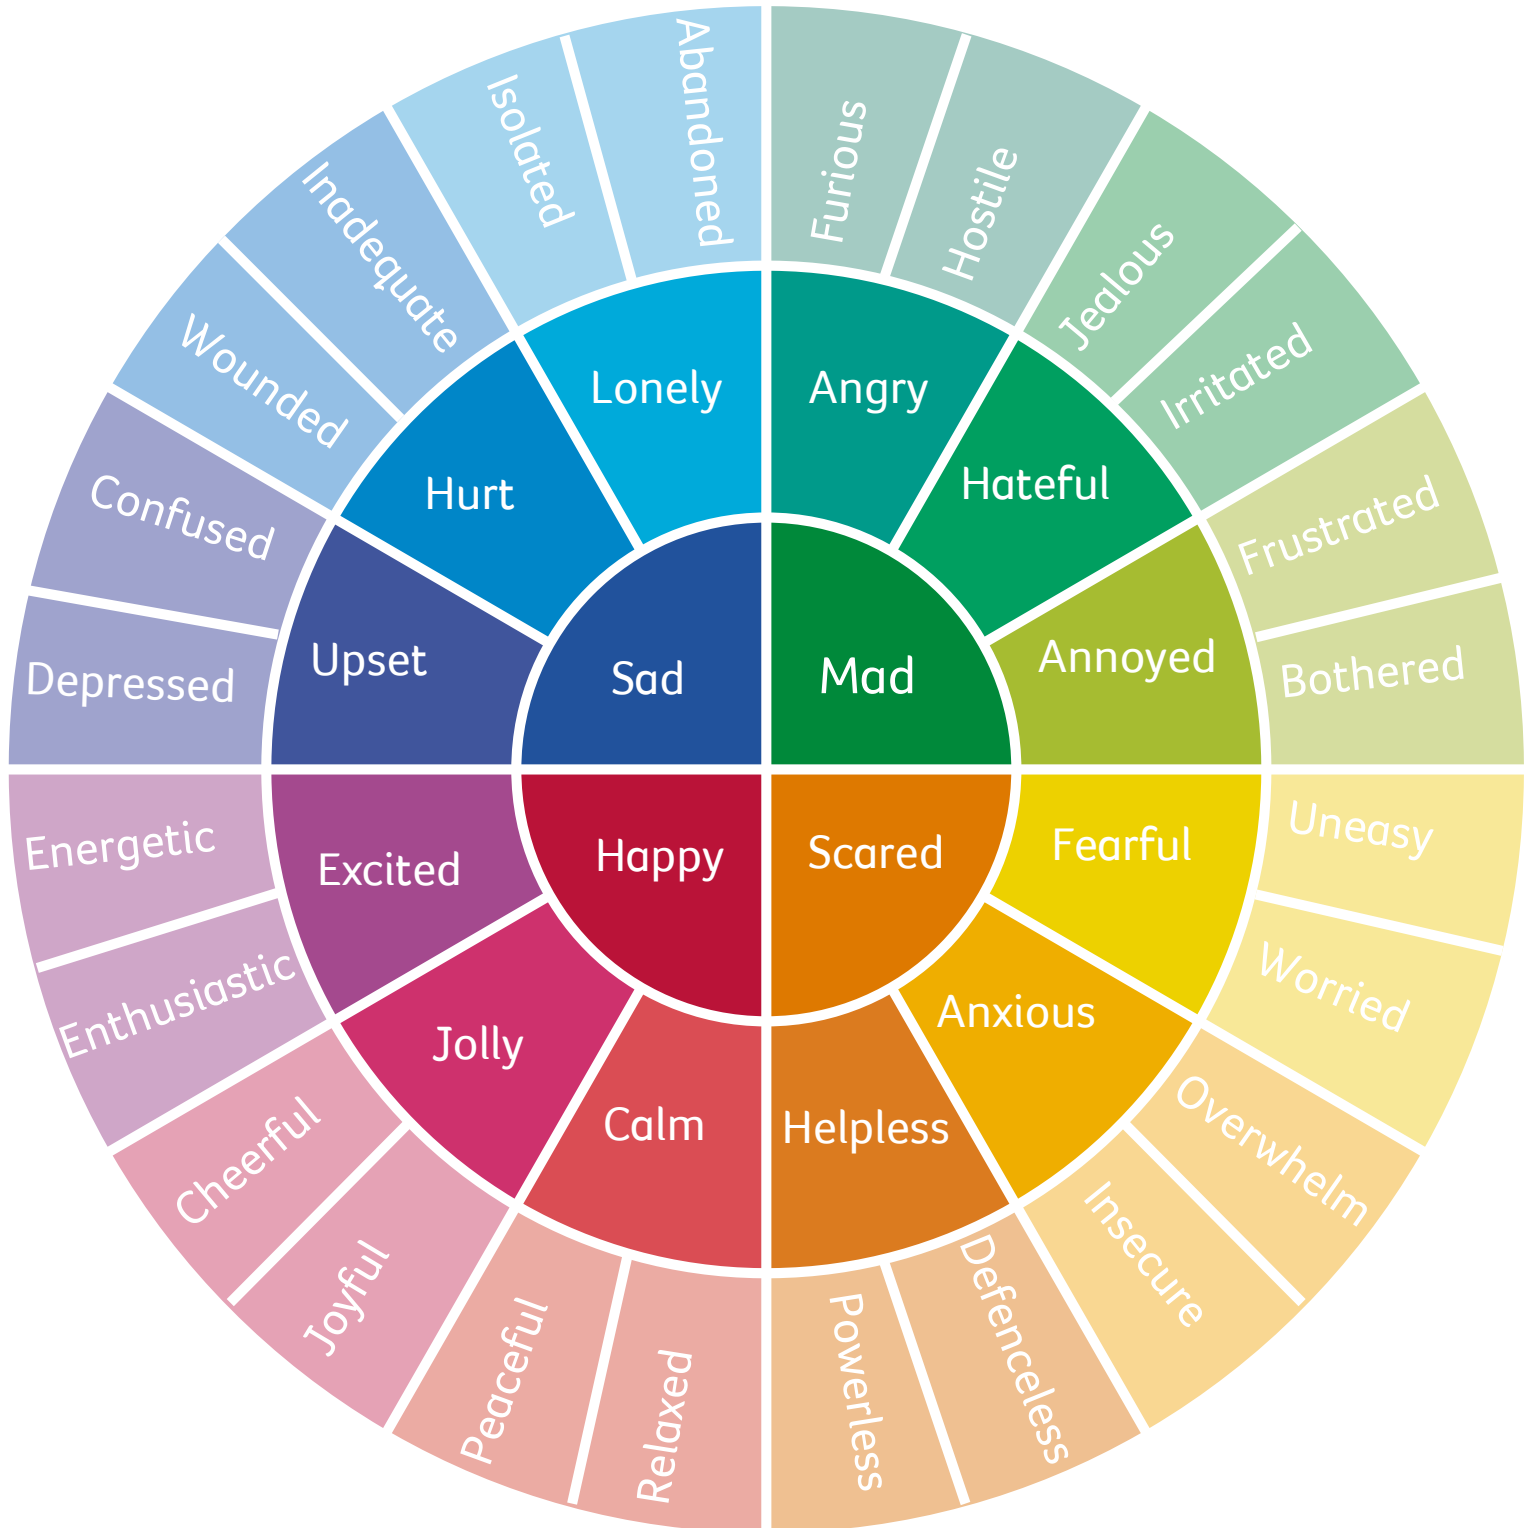 Abandoned
Furious
Isolated
Hostile
Inadequate
Jealous
Wounded
Irritated
Lonely
Angry
Confused
Hurt
Hateful
Frustrated
Depressed
Upset
Sad
Mad
Annoyed
Bothered
Energetic
Excited
Happy
Scared
Fearful
Uneasy
Enthusiastic
Jolly
Anxious
Worried
Cheerful
Calm
Helpless
Overwhelm
Joyful
Insecure
Peaceful
Defenceless
Relaxed
Powerless